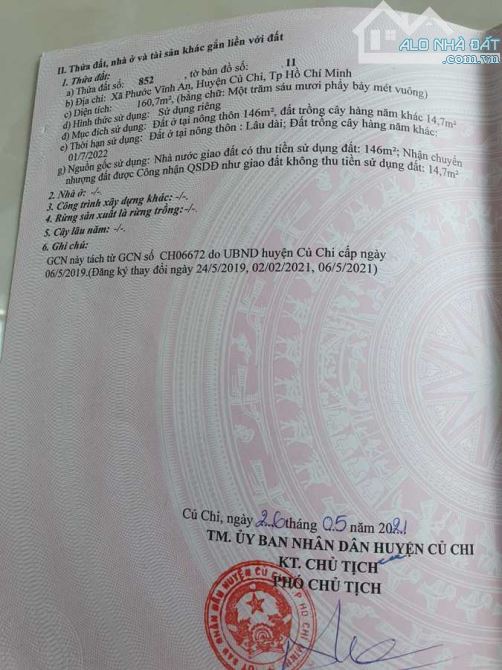 ALO NHÀ ĐẤT
II. Thửa đất, nhà ở và tài sản khác gắn liền với đất
1. Thửa đất:
a) Thửa đất số: 852 , tờ bản đồ số: 11
b) Địa chỉ: Xã Phước Vĩnh An, Huyện Củ Chi, Tp Hồ Chí Minh
c) Diện tích: 160,7m², (bằng chữ: Một trăm sáu mươi phẩy bảy mét vuông)
d) Hình thức sử dụng: Sử dụng riêng
đ) Mục đích sử dụng: Đất ở tại nông thôn 146m², đất trồng cây hàng năm khác 14,7m²
e) Thời hạn sử dụng: Đất ở tại nông thôn : Lâu dài; Đất trồng cây hàng năm khác:
01/7/2022
g) Nguồn gốc sử dụng: Nhà nước giao đất có thu tiền sử dụng đất: 146m²; Nhận chuyển
nhượng đất được Công nhận QSDĐ như giao đất không thu tiền sử dụng đất: 14,7m²
2. Nhà ở: -/-.
3. Công trình xây dựng khác: -/-.
4. Rừng sản xuất là rừng trồng: -/-.
5. Cây lâu năm: -/-.
6. Ghi chú:
GCN này tách từ GCN số CH06672 do UBND huyện Củ Chi cấp ngày
06/5/2019.(Đăng ký thay đổi ngày 24/5/2019, 02/02/2021, 06/5/2021)
Củ Chi, ngày 26 tháng 05 năm 2021
TM. ỦY BAN NHÂN DÂN HUYỆN CỦ CHI
KT. CHỦ TỊCH
PHÓ CHỦ TỊCH